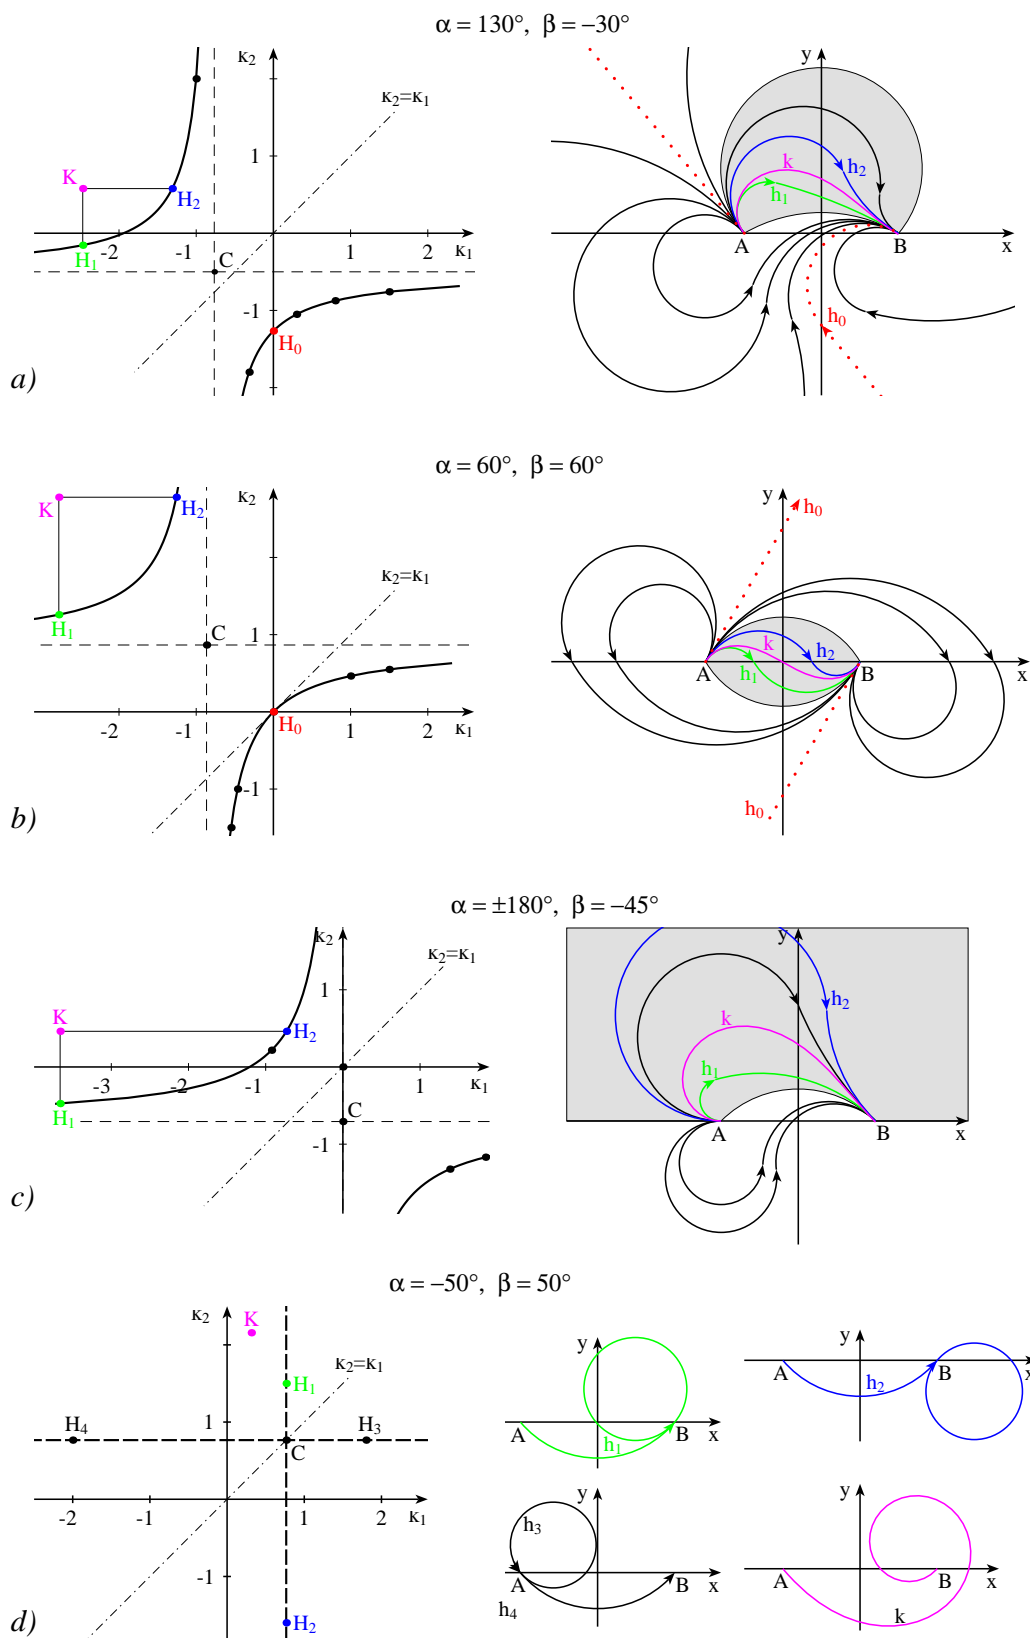 α = 130°, β = −30°
κ₂
y
κ₂=κ₁
1
K
k
h₂
H₂
h₁
-2
-1
1
2
κ₁
H₁
C
A
B
x
-1
h₀
H₀
a)
α = 60°, β = 60°
κ₂
y
K
H₂
h₀
κ₂=κ₁
H₁
1
C
k
h₂
A
h₁
B
x
H₀
-2
-1
1
2
κ₁
-1
h₀
b)
α = ±180°, β = −45°
κ₂
y
κ₂=κ₁
1
h₂
K
H₂
k
h₁
-3
-2
-1
1
κ₁
H₁
C
A
B
x
-1
c)
α = −50°, β = 50°
κ₂
K
y
y
κ₂=κ₁
A
B
x
H₁
h₂
H₄
1
H₃
C
A
B
x
h₁
-2
-1
1
2
κ₁
y
y
h₃
-1
A
B
x
A
B
x
h₄
H₂
k
d)